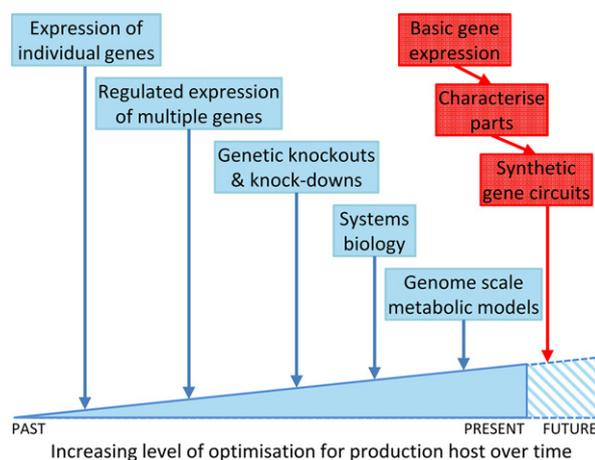 Expression of
individual genes
Regulated expression
of multiple genes
Genetic knockouts
& knock-downs
Systems
biology
Genome scale
metabolic models
Basic gene
expression
Characterise
parts
Synthetic
gene circuits
PAST
PRESENT
FUTURE
Increasing level of optimisation for production host over time